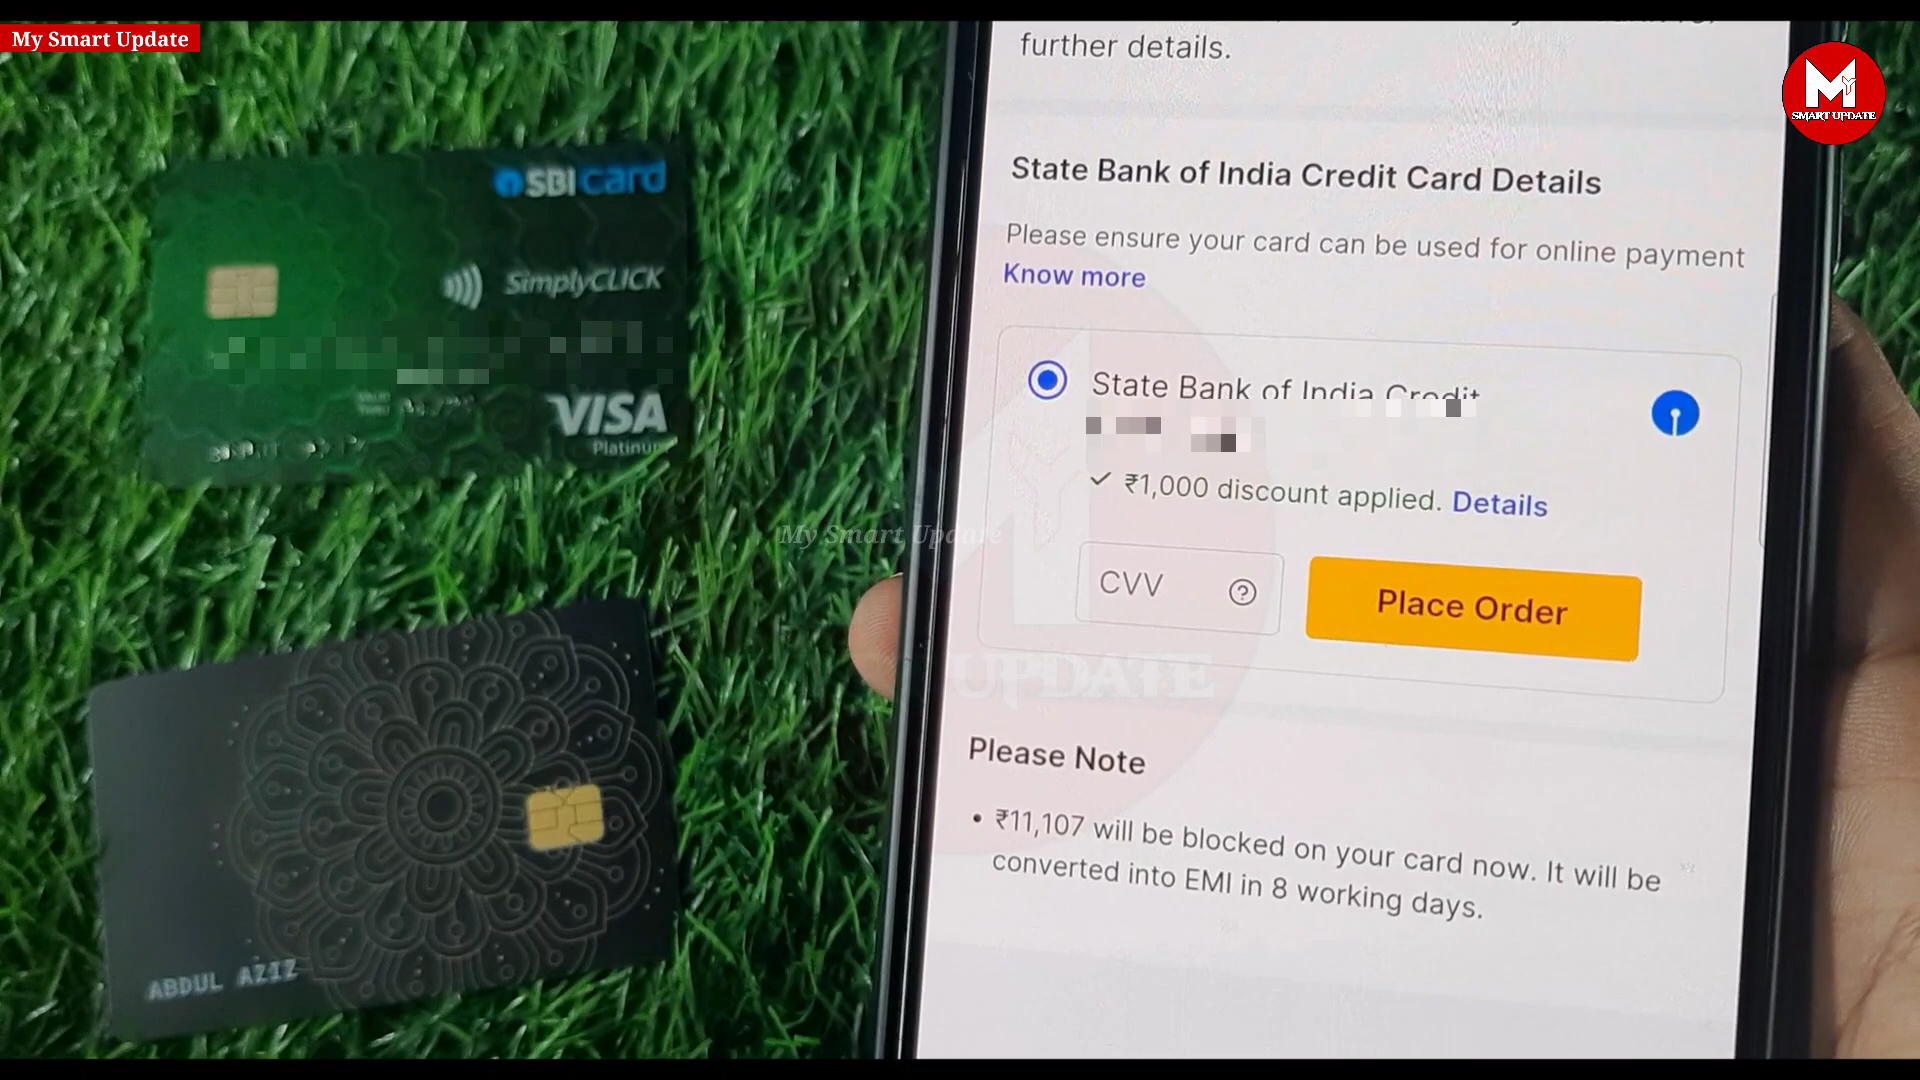 My Smart Update
M
SMART UPDATE
further details.
State Bank of India Credit Card Details
Please ensure your card can be used for online payment
Know more
State Bank of India Credit
✓ ₹1,000 discount applied. Details
CVV
Place Order
Please Note
• ₹11,107 will be blocked on your card now. It will be
converted into EMI in 8 working days.
SBI card
SimplyCLICK
VISA
Platinum
ABDUL AZIZ
My Smart Update
UPDATE